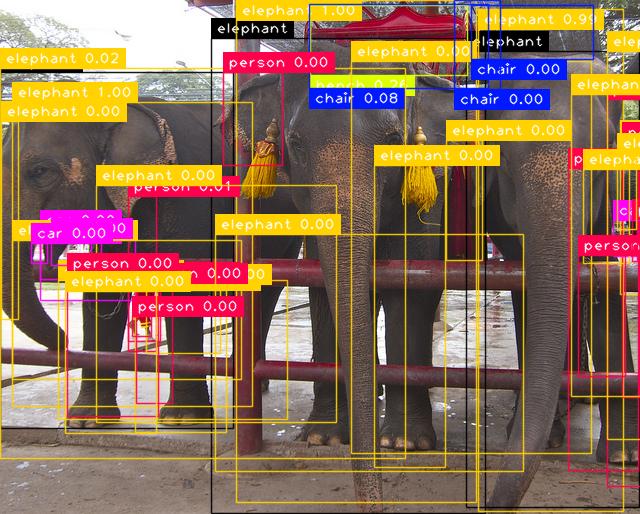 elephant 1.00
elephant 0.99
elephant
elephant
elephant 0.02
elephant 0.00
person 0.00
chair 0.00
bench 0.26
elephant
elephant 1.00
chair 0.08
chair 0.00
elephant 0.00
elephant 0.00
elephant 0.00
elephant 0.00
person 0.01
elephant 0.00
car 0.00
person
person 0.00
0.00
elephant 0.00
person 0.00